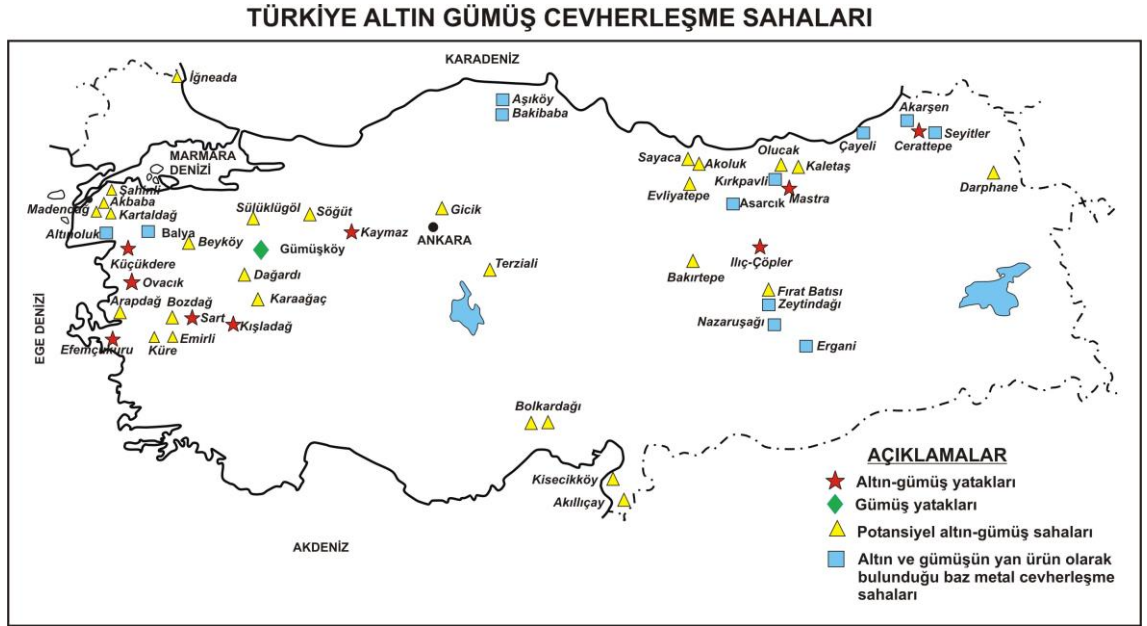 TÜRKİYE ALTIN GÜMÜŞ CEVHERLEŞME SAHALARI
KARADENİZ
İğneada
Aşıköy
Bakibaba
Akarşen
Çayeli
Cerattepe
Seyitler
MARMARA
DENİZİ
Sayaca
Akoluk
Olucak
Kaletaş
Kırkpavli
Evliyatepe
Mastra
Asarcık
Darphane
Şahinli
Akbaba
Madendağ
Kartaldağ
Sülüklügöl
Söğüt
Gicik
Altınoluk
Balya
Beyköy
Kaymaz
ANKARA
Gümüşköy
Küçükdere
Ilıç-Çöpler
Bakırtepe
Ovacık
Dağardı
Terziali
Karaağaç
Fırat Batısı
Zeytindağı
Arapdağ
Bozdağ
Sart
Kışladağ
Nazaruşağı
EGE DENİZİ
Efemçukuru
Küre
Emirli
Ergani
Bolkardağı
Kisecikköy
Akıllıçay
AKDENİZ
AÇIKLAMALAR
Altın-gümüş yatakları
Gümüş yatakları
Potansiyel altın-gümüş sahaları
Altın ve gümüşün yan ürün olarak
bulunduğu baz metal cevherleşme
sahaları